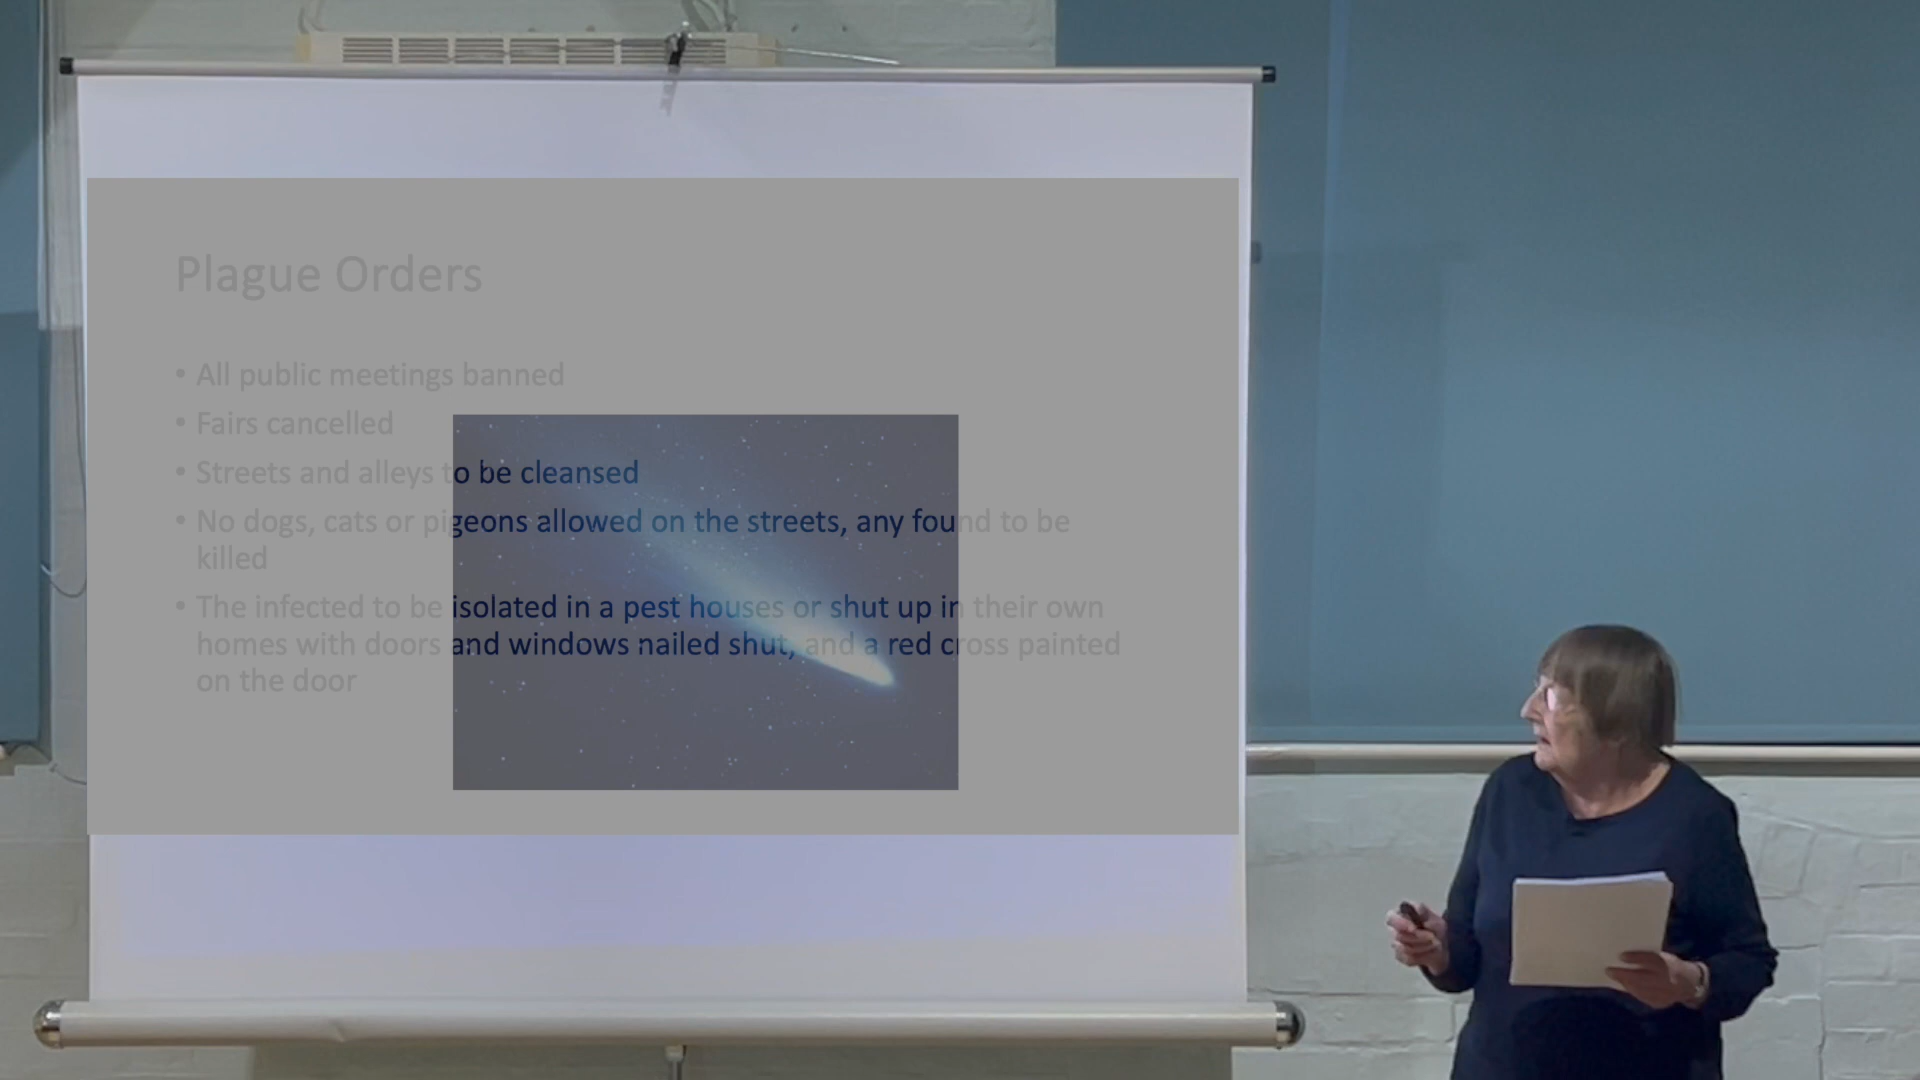 Plague Orders
• All public meetings banned
• Fairs cancelled
• Streets and alleys to be cleansed
• No dogs, cats or pigeons allowed on the streets, any found to be
killed
• The infected to be isolated in a pest houses or shut up in their own
homes with doors and windows nailed shut, and a red cross painted
on the door